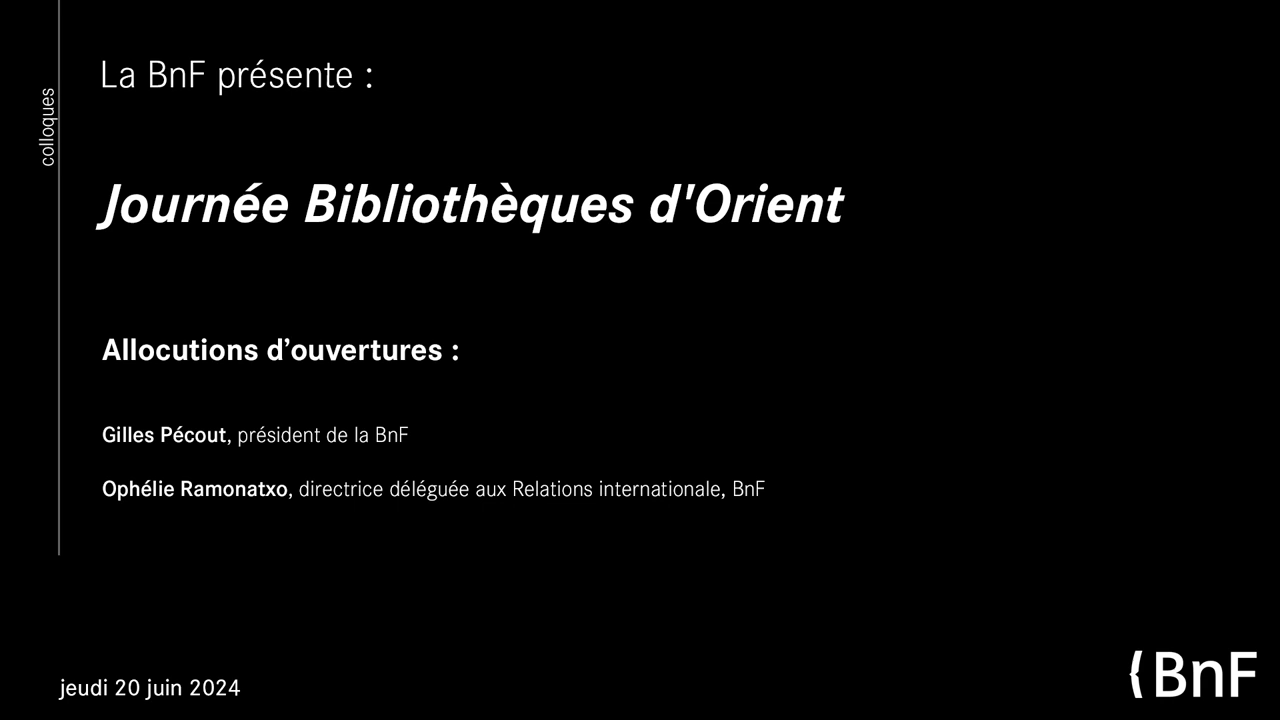 colloques
La BnF présente :
Journée Bibliothèques d'Orient
Allocutions d’ouvertures :
Gilles Pécout, président de la BnF
Ophélie Ramonatxo, directrice déléguée aux Relations internationale, BnF
jeudi 20 juin 2024
{BnF